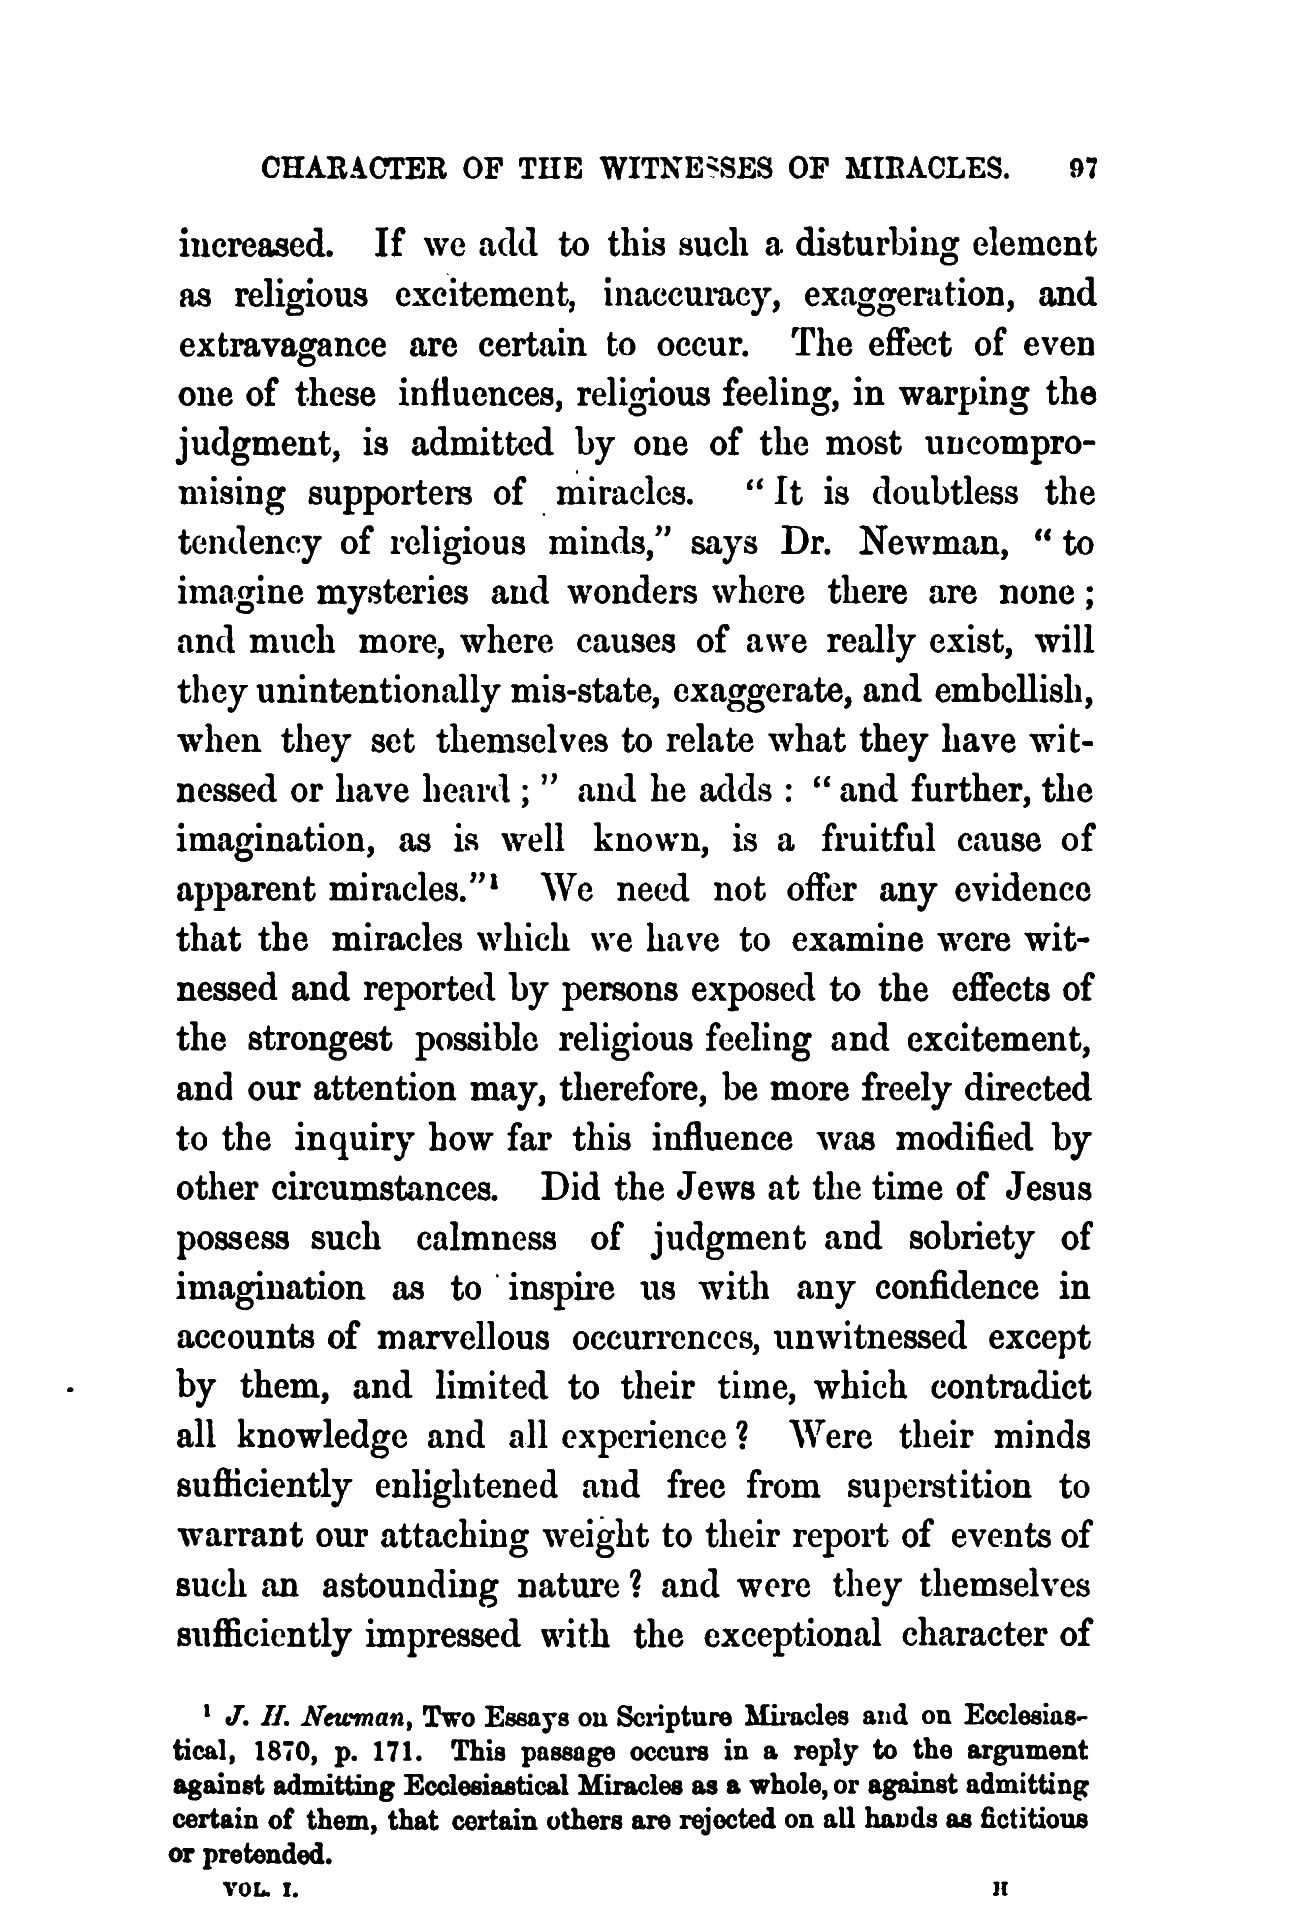 CHARACTER OF THE WITNESSES OF MIRACLES. 97
increased. If we add to this such a disturbing element
as religious excitement, inaccuracy, exaggeration, and
extravagance are certain to occur. The effect of even
one of these influences, religious feeling, in warping the
judgment, is admitted by one of the most uncompro-
mising supporters of miracles. “It is doubtless the
tendency of religious minds,” says Dr. Newman, “to
imagine mysteries and wonders where there are none;
and much more, where causes of awe really exist, will
they unintentionally mis-state, exaggerate, and embellish,
when they set themselves to relate what they have wit-
nessed or have heard;” and he adds: “and further, the
imagination, as is well known, is a fruitful cause of
apparent miracles.”¹ We need not offer any evidence
that the miracles which we have to examine were wit-
nessed and reported by persons exposed to the effects of
the strongest possible religious feeling and excitement,
and our attention may, therefore, be more freely directed
to the inquiry how far this influence was modified by
other circumstances. Did the Jews at the time of Jesus
possess such calmness of judgment and sobriety of
imagination as to inspire us with any confidence in
accounts of marvellous occurrences, unwitnessed except
by them, and limited to their time, which contradict
all knowledge and all experience? Were their minds
sufficiently enlightened and free from superstition to
warrant our attaching weight to their report of events of
such an astounding nature? and were they themselves
sufficiently impressed with the exceptional character of
¹ J. H. Newman, Two Essays on Scripture Miracles and on Ecclesias-
tical, 1870, p. 171. This passage occurs in a reply to the argument
against admitting Ecclesiastical Miracles as a whole, or against admitting
certain of them, that certain others are rejected on all hands as fictitious
or pretended.
VOL. I. H